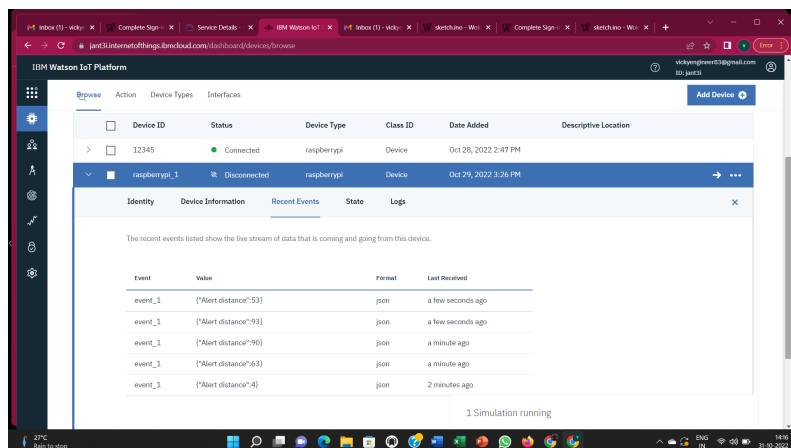 Inbox (1) - vicky
Complete Sign-i
Service Details -
IBM Watson IoT
Inbox (1) - vicky
sketch.ino - Wok
Complete Sign-i
sketch.ino - Wok
jant3i.internetofthings.ibmcloud.com/dashboard/devices/browse
Error
IBM Watson IoT Platform
vickyengineer83@gmail.com
ID: jant3i
Browse Action Device Types Interfaces
Add Device
Device ID Status Device Type Class ID Date Added Descriptive Location
12345 Connected raspberrypi Device Oct 28, 2022 2:47 PM
raspberrypi_1 Disconnected raspberrypi Device Oct 29, 2022 3:26 PM
Identity Device Information Recent Events State Logs
The recent events listed show the live stream of data that is coming and going from this device.
Event Value Format Last Received
event_1 {"Alert distance":53} json a few seconds ago
event_1 {"Alert distance":93} json a few seconds ago
event_1 {"Alert distance":90} json a minute ago
event_1 {"Alert distance":63} json a minute ago
event_1 {"Alert distance":4} json 2 minutes ago
1 Simulation running
27°C
Rain to stop
ENG
IN
14:16
31-10-2022